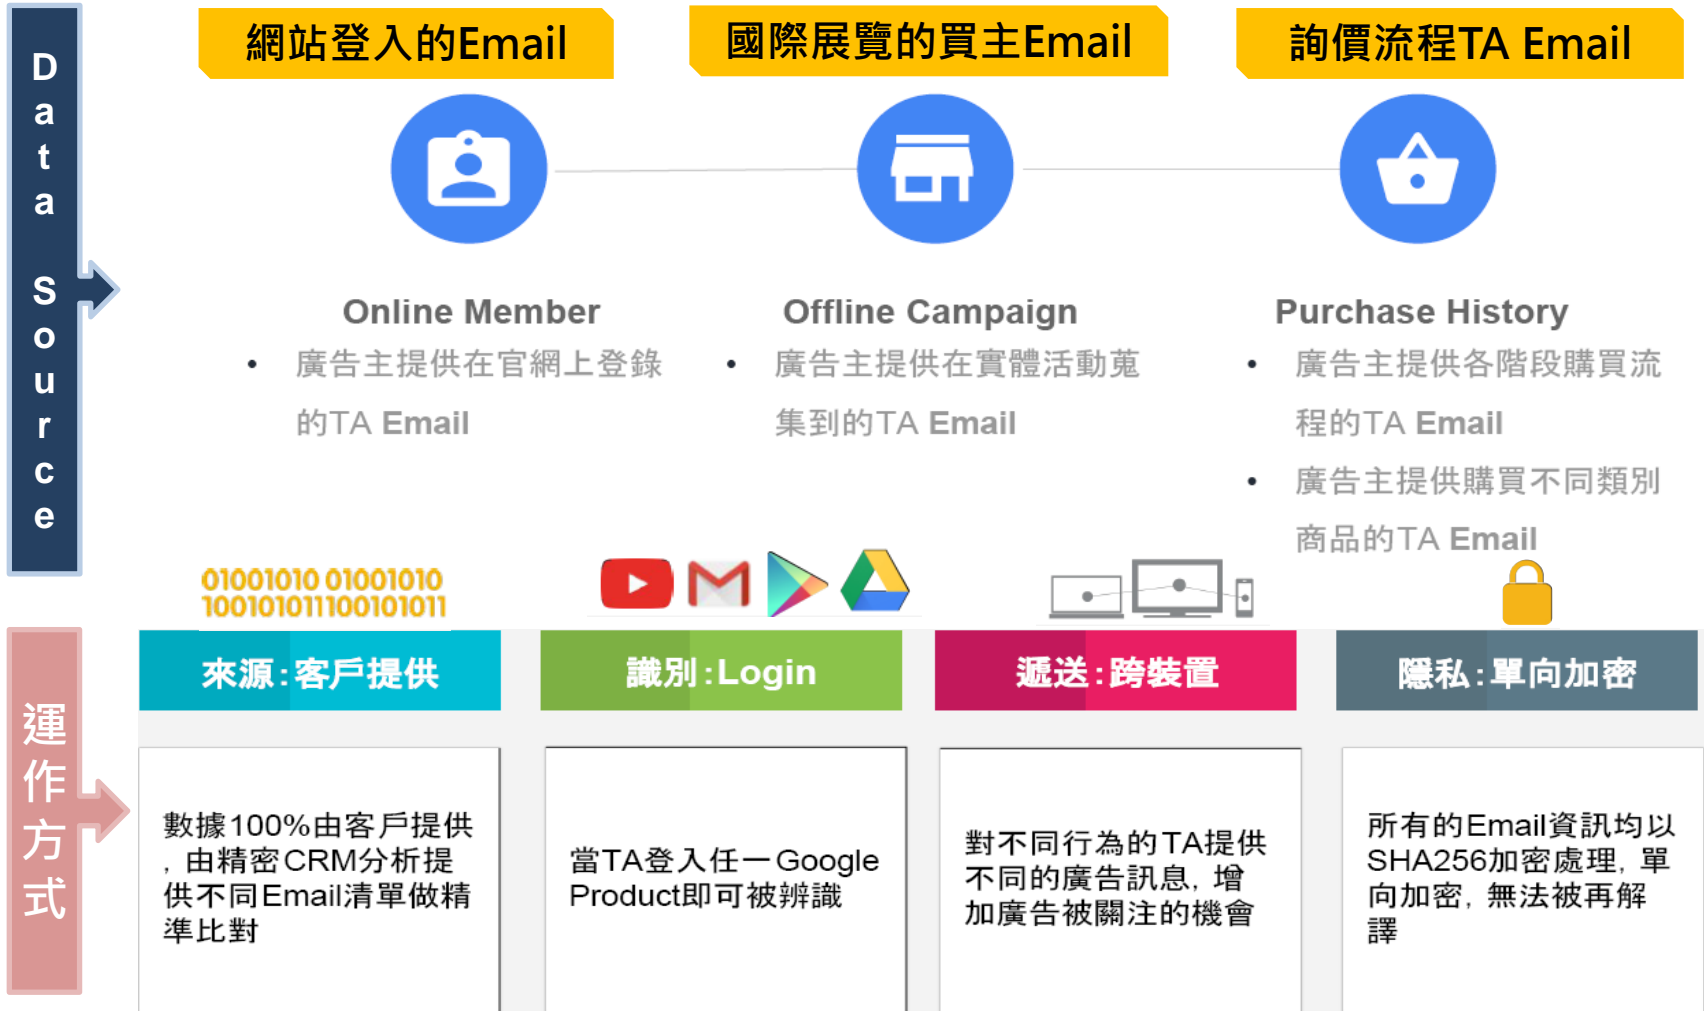 Data Source
網站登入的Email
國際展覽的買主Email
詢價流程TA Email
Online Member
• 廣告主提供在官網上登錄
的TA Email
Offline Campaign
• 廣告主提供在實體活動蒐
集到的TA Email
Purchase History
• 廣告主提供各階段購買流
程的TA Email
• 廣告主提供購買不同類別
商品的TA Email
01001010 01001010
100101011100101011
運作方式
來源:客戶提供
識別:Login
遞送:跨裝置
隱私:單向加密
數據100%由客戶提供
,由精密CRM分析提
供不同Email清單做精
準比對
當TA登入任一Google
Product即可被辨識
對不同行為的TA提供
不同的廣告訊息,增
加廣告被關注的機會
所有的Email資訊均以
SHA256加密處理,單
向加密,無法被再解
譯